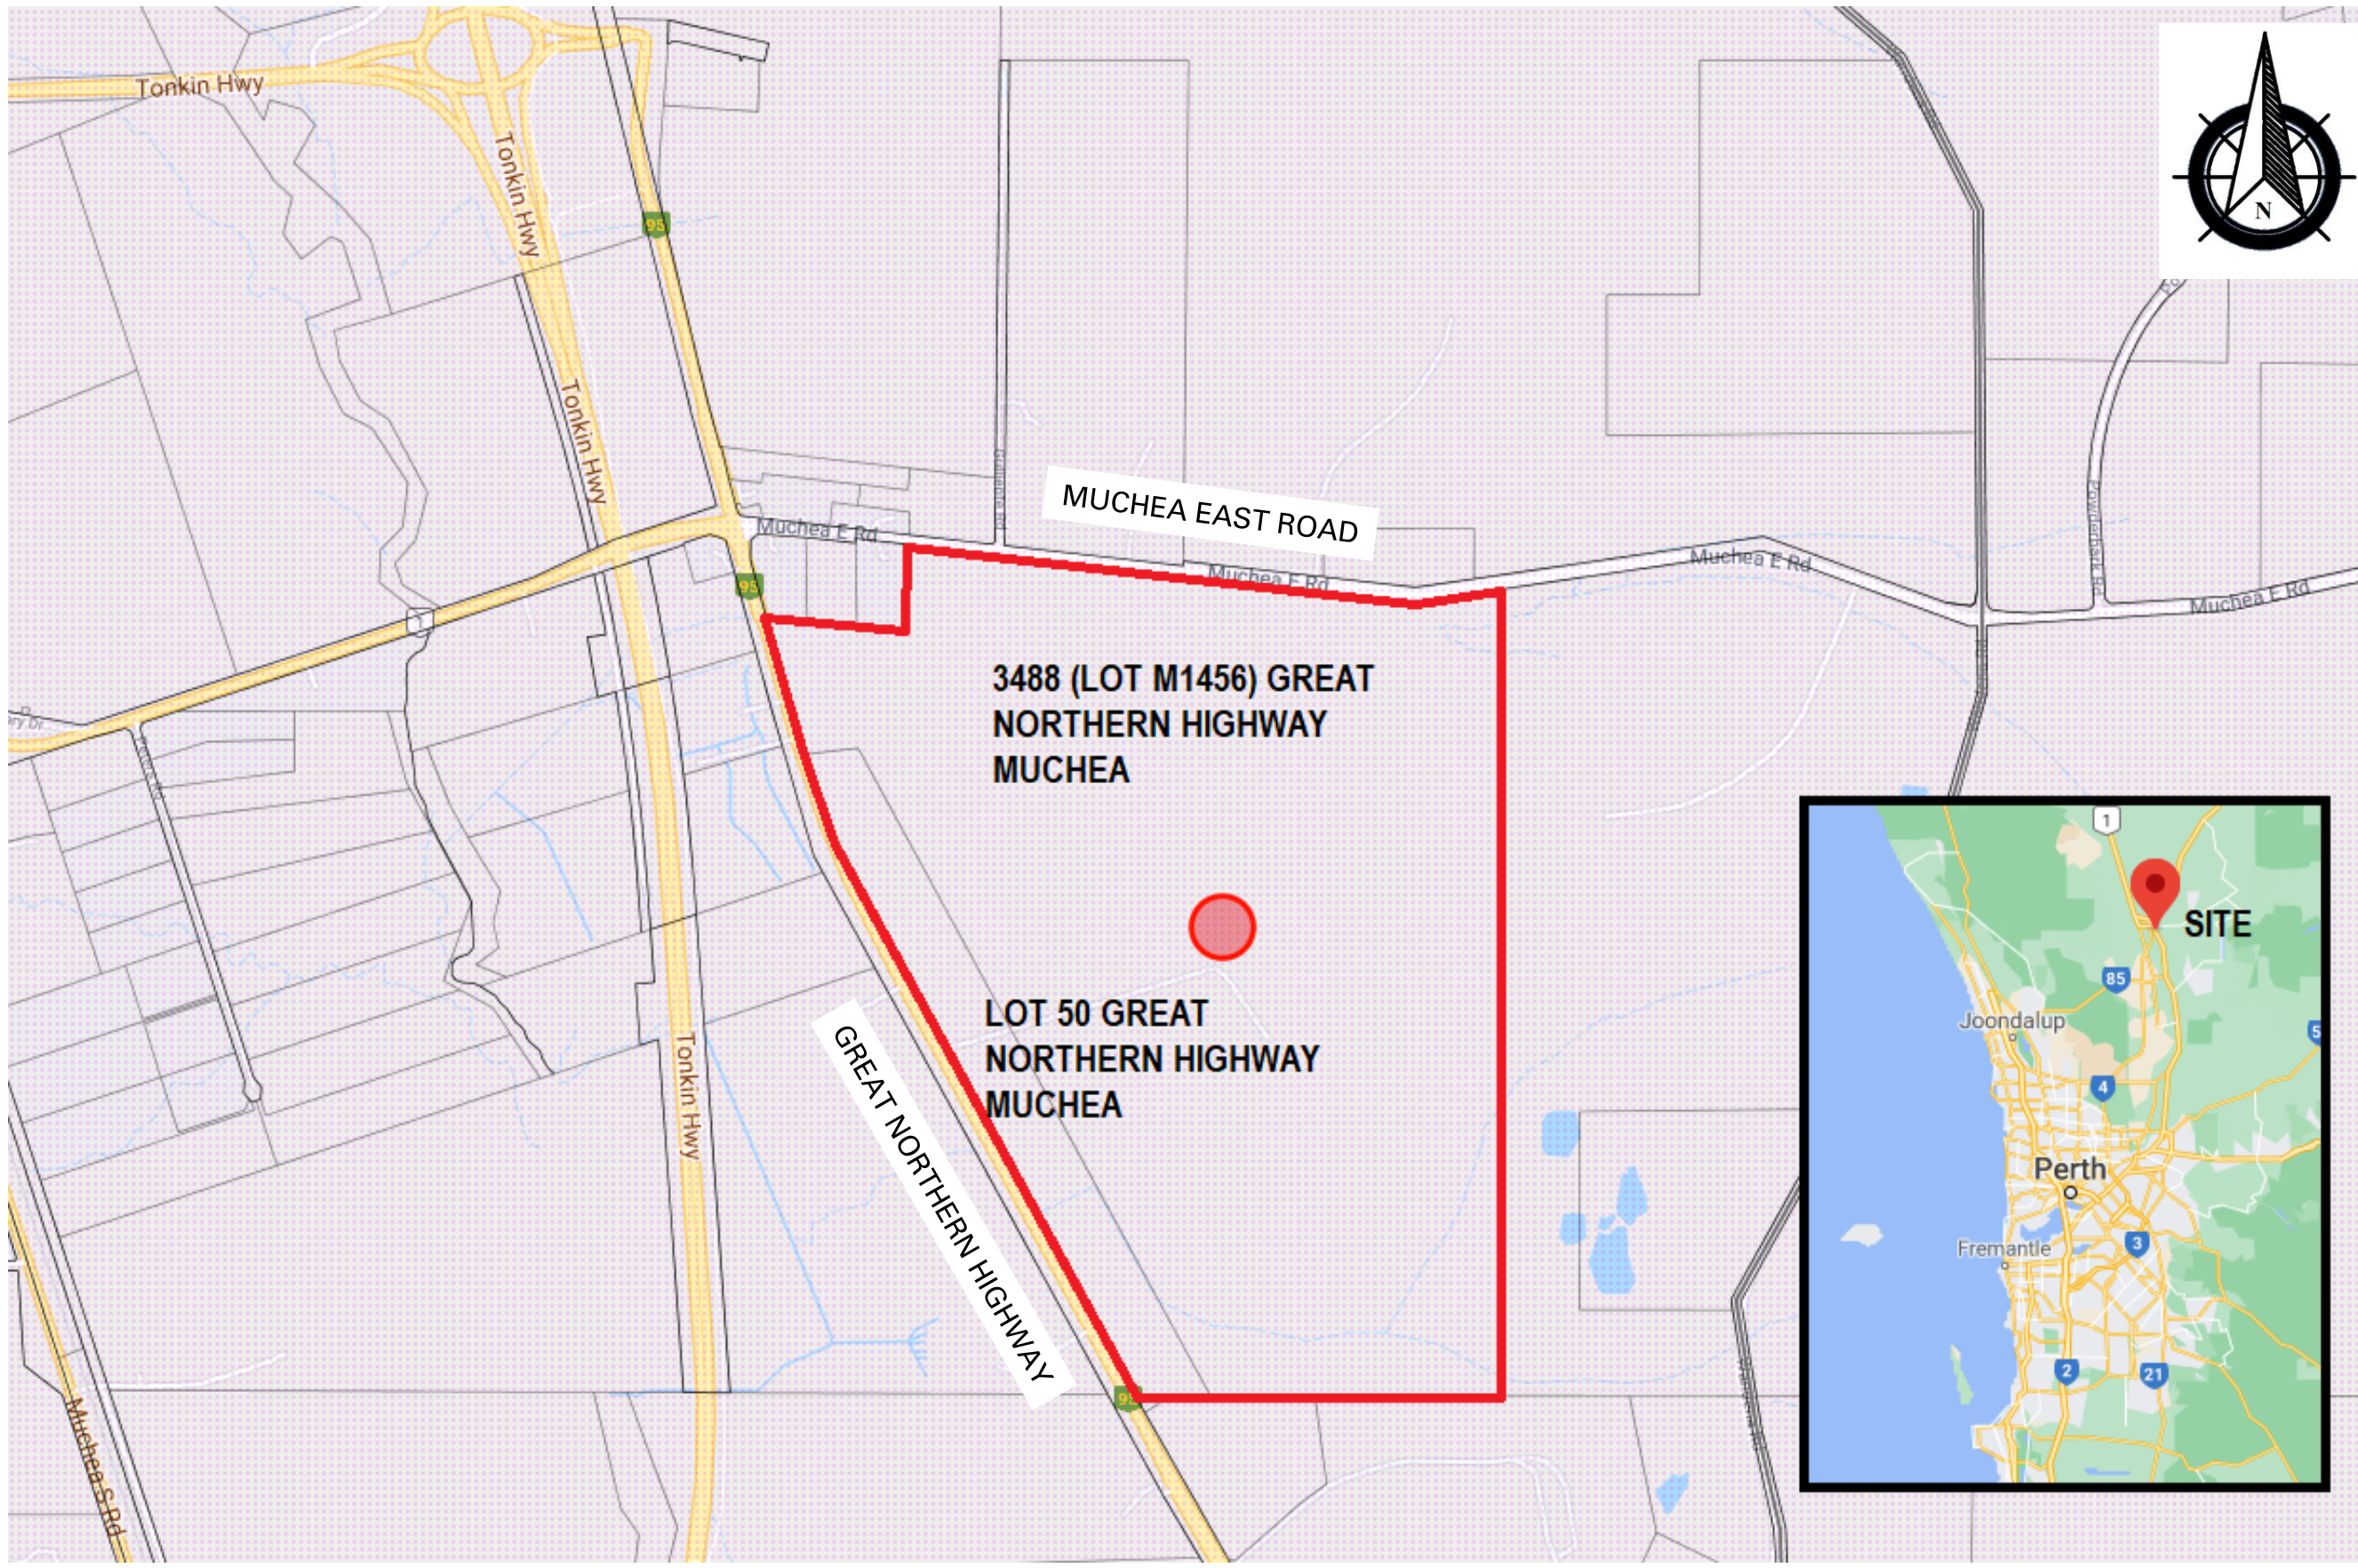 Tonkin Hwy
Tonkin Hwy
95
N
Tonkin Hwy
MUCHEA EAST ROAD
Muchea E Rd
Muchea E Rd
Muchea E Rd
Muchea E Rd
95
1
3488 (LOT M1456) GREAT
NORTHERN HIGHWAY
MUCHEA
LOT 50 GREAT
NORTHERN HIGHWAY
MUCHEA
GREAT NORTHERN HIGHWAY
Tonkin Hwy
95
Muchea S Rd
1
SITE
85
Joondalup
5
4
Perth
Fremantle
3
2
21